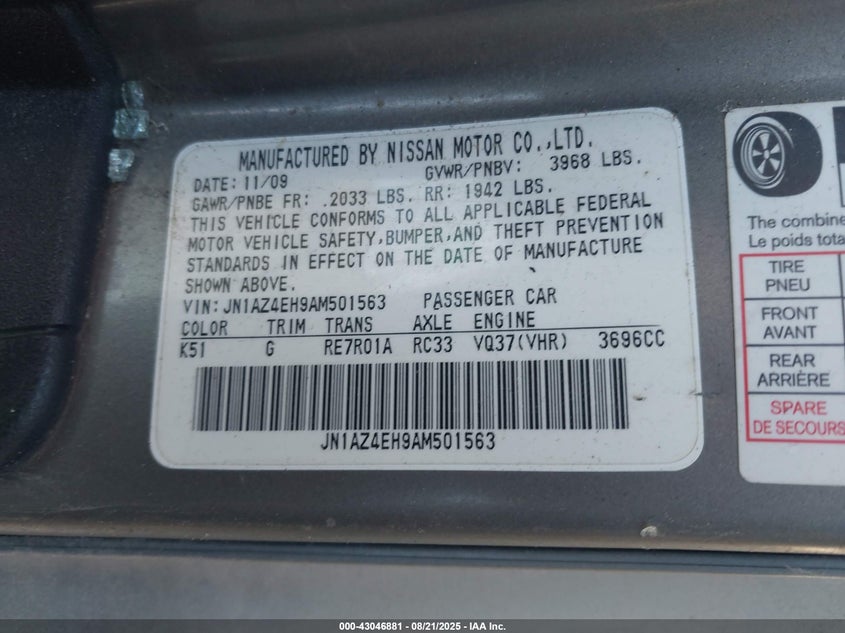 MANUFACTURED BY NISSAN MOTOR CO.,LTD.
DATE: 11/09 GVWR/PNBV: 3968 LBS.
GAWR/PNBE FR: .2033 LBS. RR: 1942 LBS.
THIS VEHICLE CONFORMS TO ALL APPLICABLE FEDERAL
MOTOR VEHICLE SAFETY,BUMPER,AND THEFT PREVENTION
STANDARDS IN EFFECT ON THE DATE OF MANUFACTURE
SHOWN ABOVE.
VIN:JN1AZ4EH9AM501563 PASSENGER CAR
COLOR TRIM TRANS AXLE ENGINE
K51 G RE7R01A RC33 VQ37(VHR) 3696CC
JN1AZ4EH9AM501563
The combine
Le poids tota
TIRE
PNEU
FRONT
AVANT
REAR
ARRIÈRE
SPARE
DE SECOURS
000-43046881 - 08/21/2025 - IAA Inc.